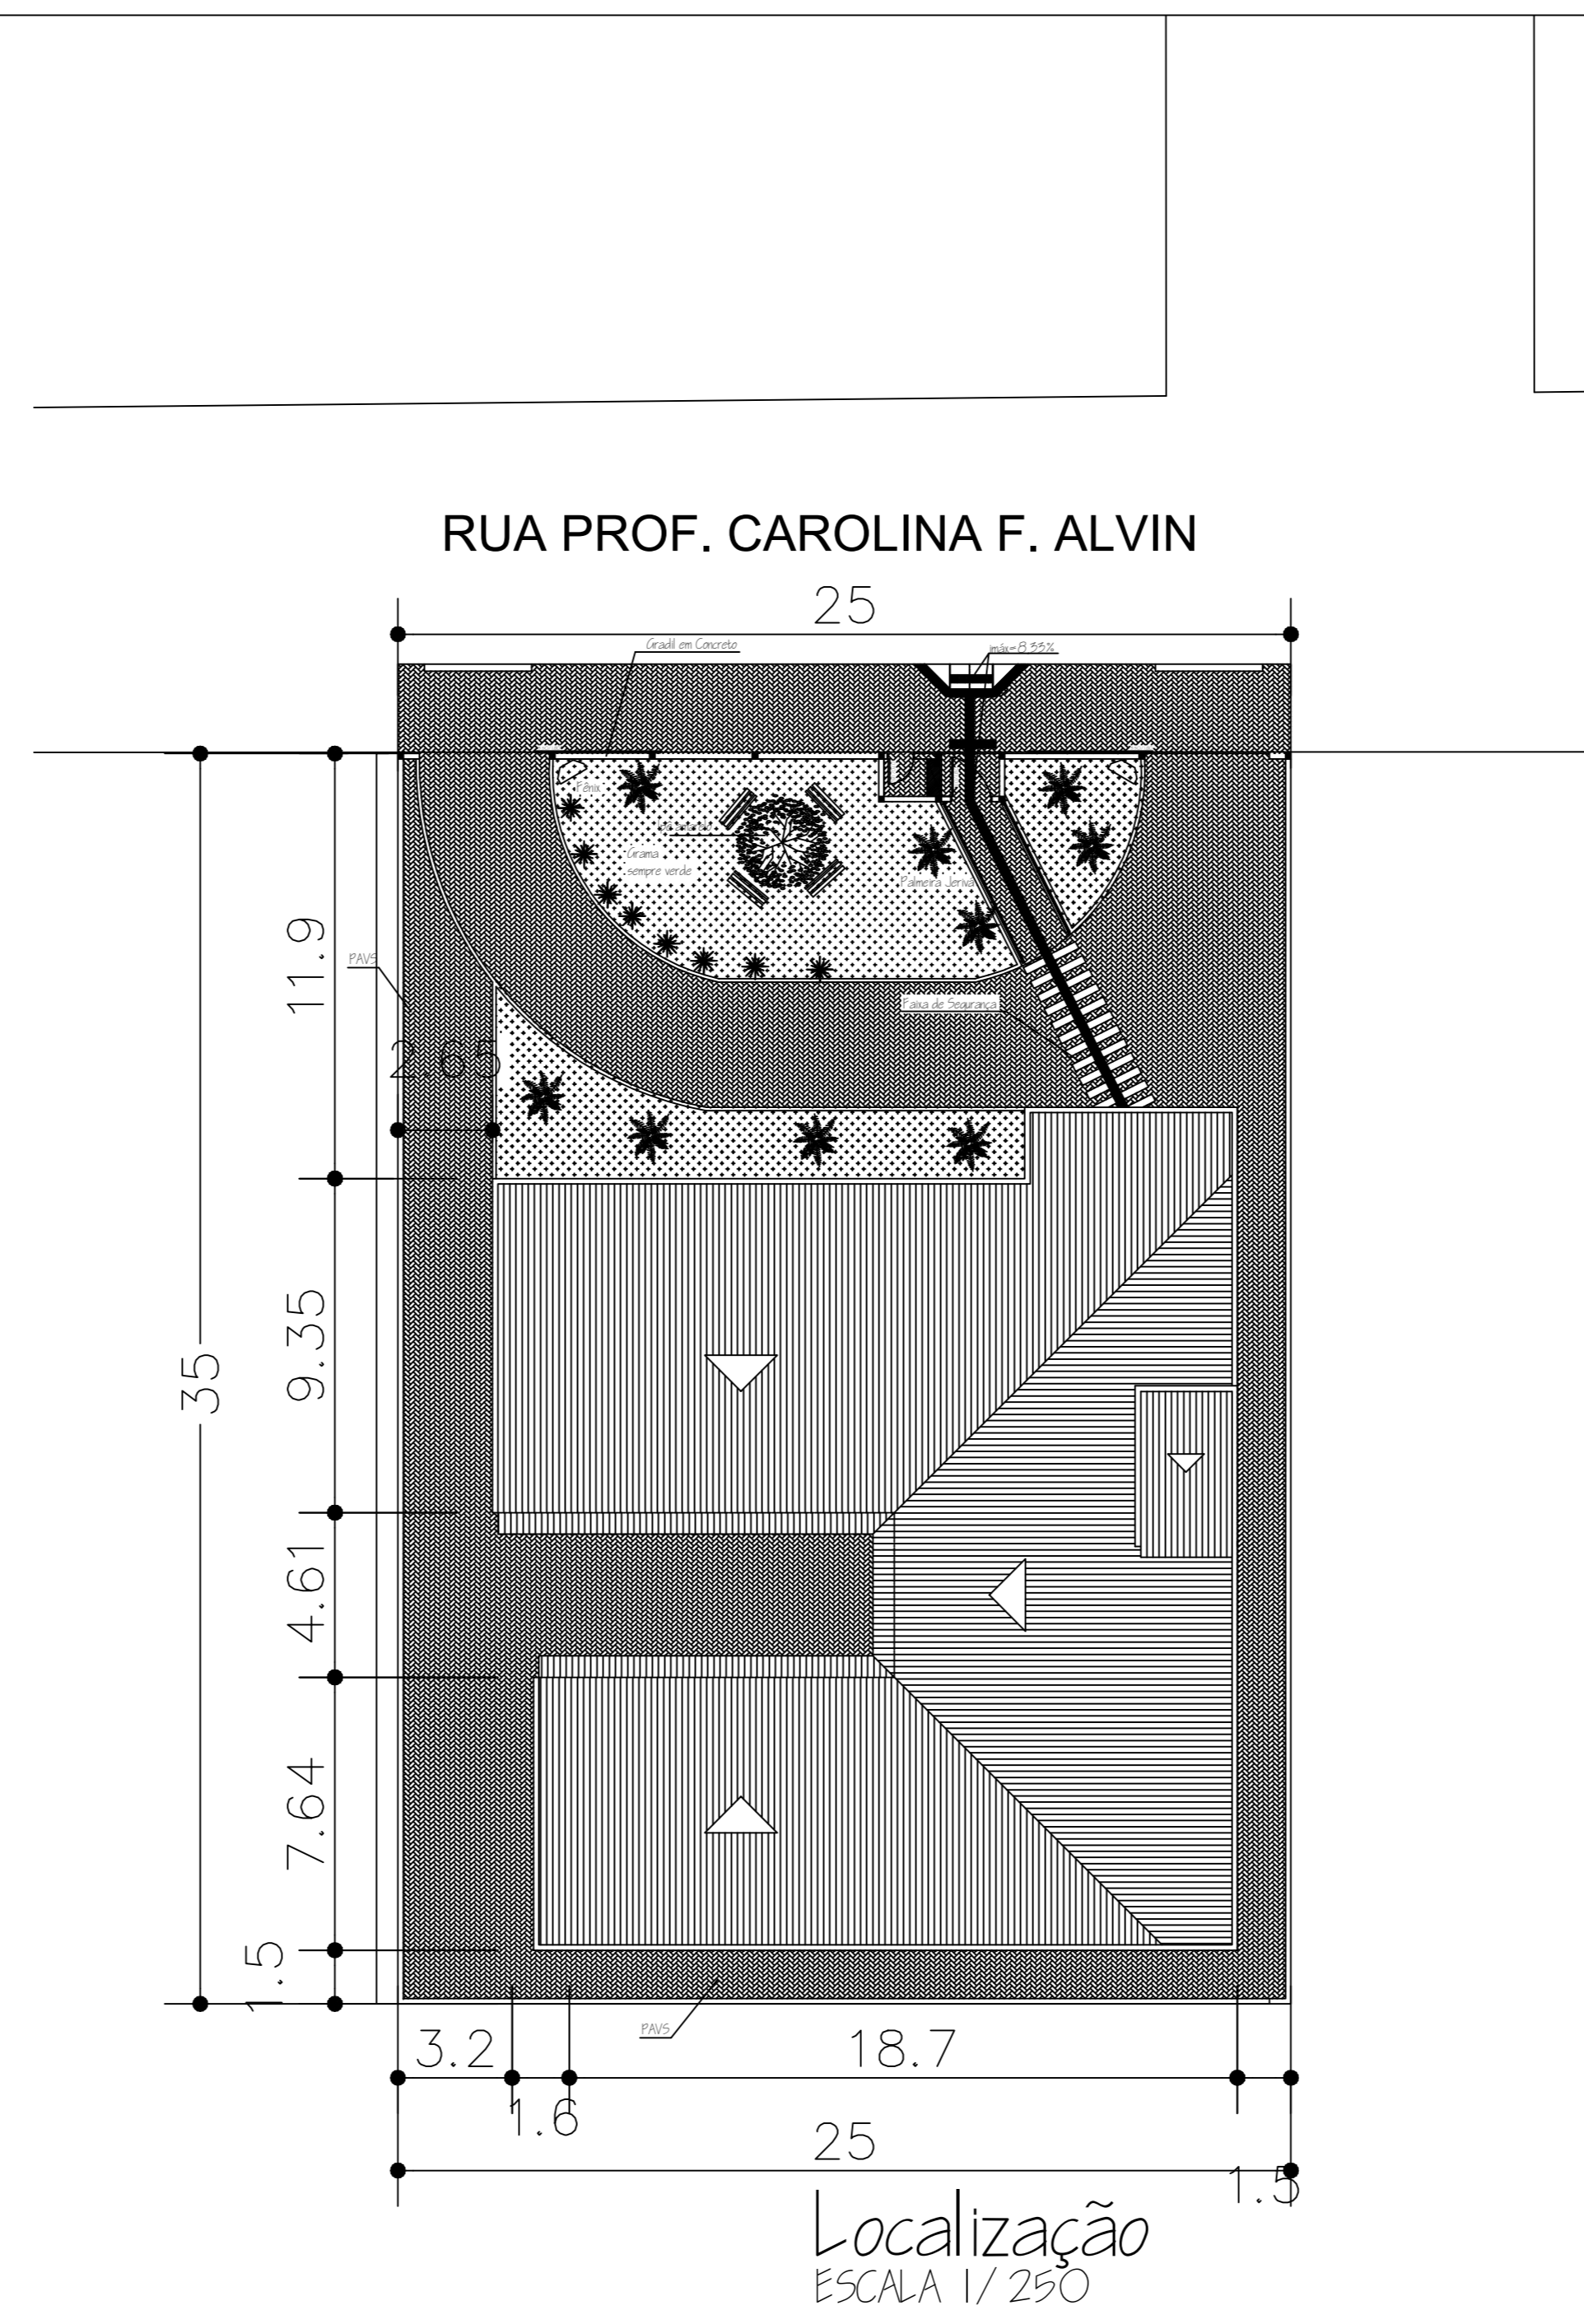 RUA PROF. CAROLINA F. ALVIN
25
Gradil em Concreto
imáx=8.33%
Fênix
Grama
sempre verde
Palmeira Jerivá
11.9
PAVS
Faixa de Segurança
2.65
9.35
35
4.61
7.64
1.5
PAVS
3.2
18.7
1.6
25
1.5
Localização
ESCALA 1/250